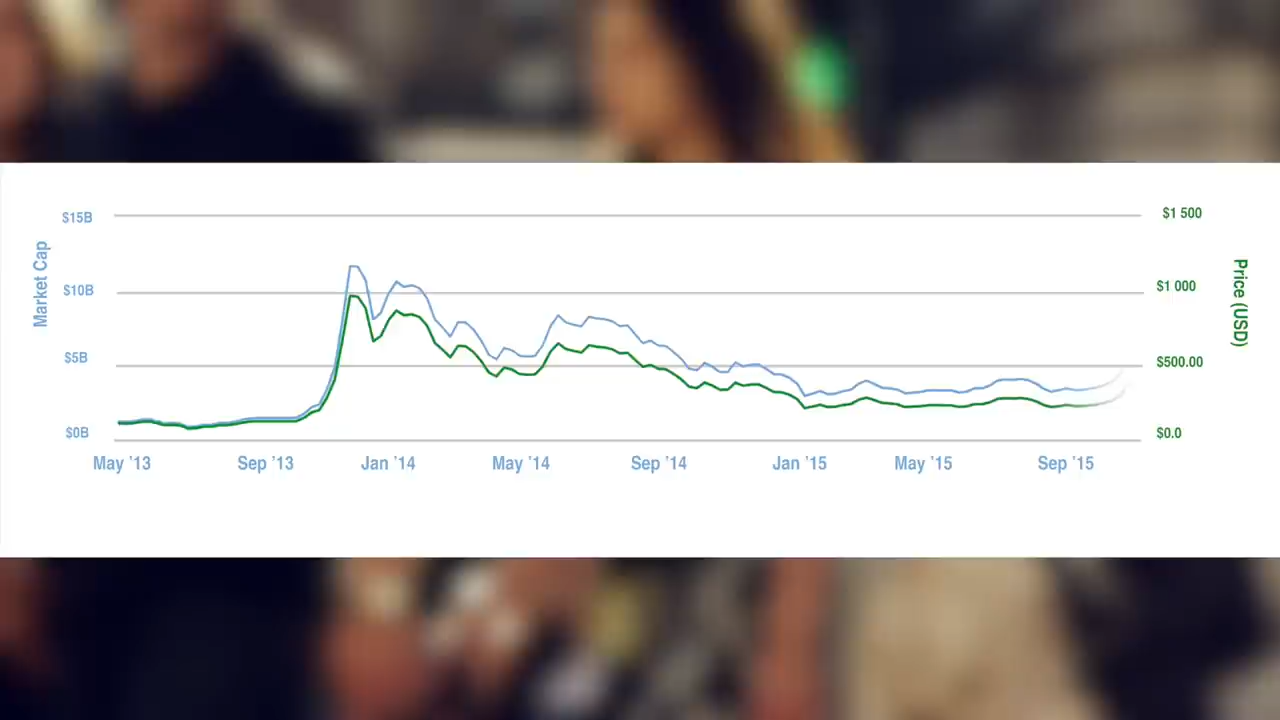 $15B
$10B
$5B
$0B
Market Cap
$1 500
$1 000
$500.00
$0.0
Price (USD)
May '13
Sep '13
Jan '14
May '14
Sep '14
Jan '15
May '15
Sep '15